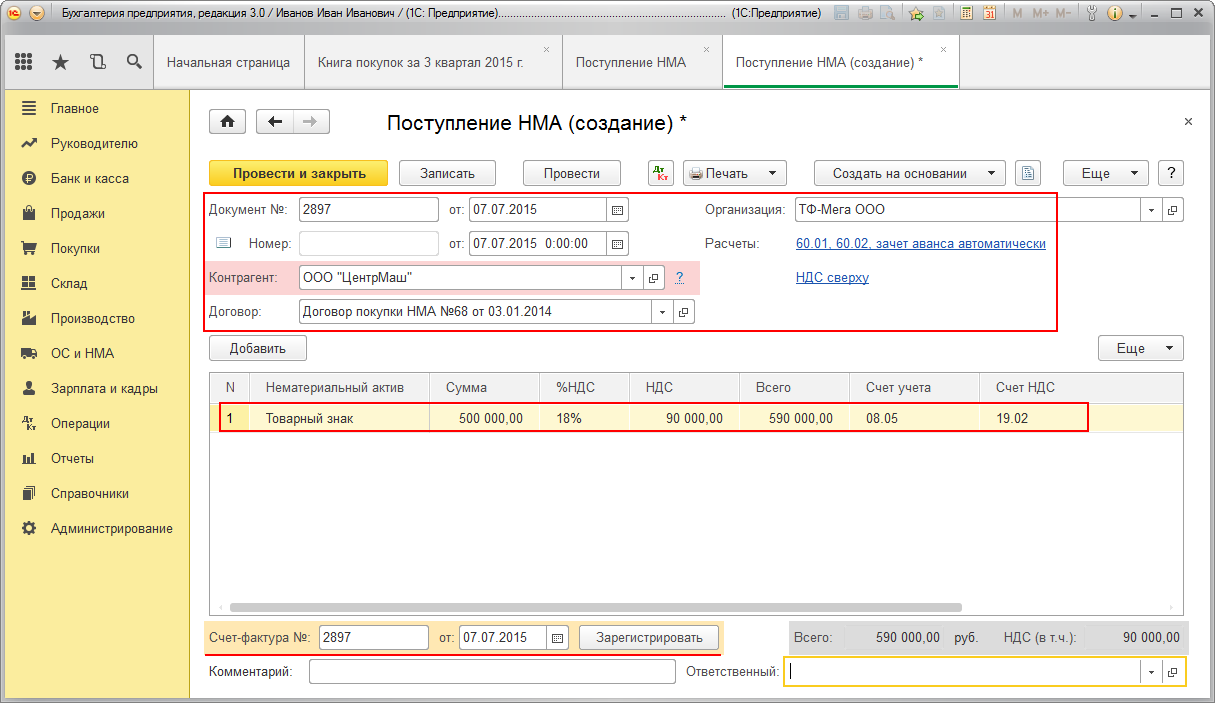 Бухгалтерия предприятия, редакция 3.0 / Иванов Иван Иванович / (1С: Предприятие)........................................................................ (1С:Предприятие) 31 M M+ M-
Начальная страница Книга покупок за 3 квартал 2015 г. Поступление НМА Поступление НМА (создание) *
Главное
Руководителю
Банк и касса
Продажи
Покупки
Склад
Производство
ОС и НМА
Зарплата и кадры
Дт Кт Операции
Отчеты
Справочники
Администрирование
Поступление НМА (создание) *
Провести и закрыть Записать Провести Дт Кт Печать Создать на основании Еще ?
Документ №: 2897 от: 07.07.2015 Организация: ТФ-Мега ООО
Номер: от: 07.07.2015 0:00:00 Расчеты: 60.01, 60.02, зачет аванса автоматически
Контрагент: ООО "ЦентрМаш" ? НДС сверху
Договор: Договор покупки НМА №68 от 03.01.2014
Добавить Еще
N Нематериальный актив Сумма %НДС НДС Всего Счет учета Счет НДС
1 Товарный знак 500 000,00 18% 90 000,00 590 000,00 08.05 19.02
Счет-фактура №: 2897 от: 07.07.2015 Зарегистрировать Всего: 590 000,00 руб. НДС (в т.ч.): 90 000,00
Комментарий: Ответственный: